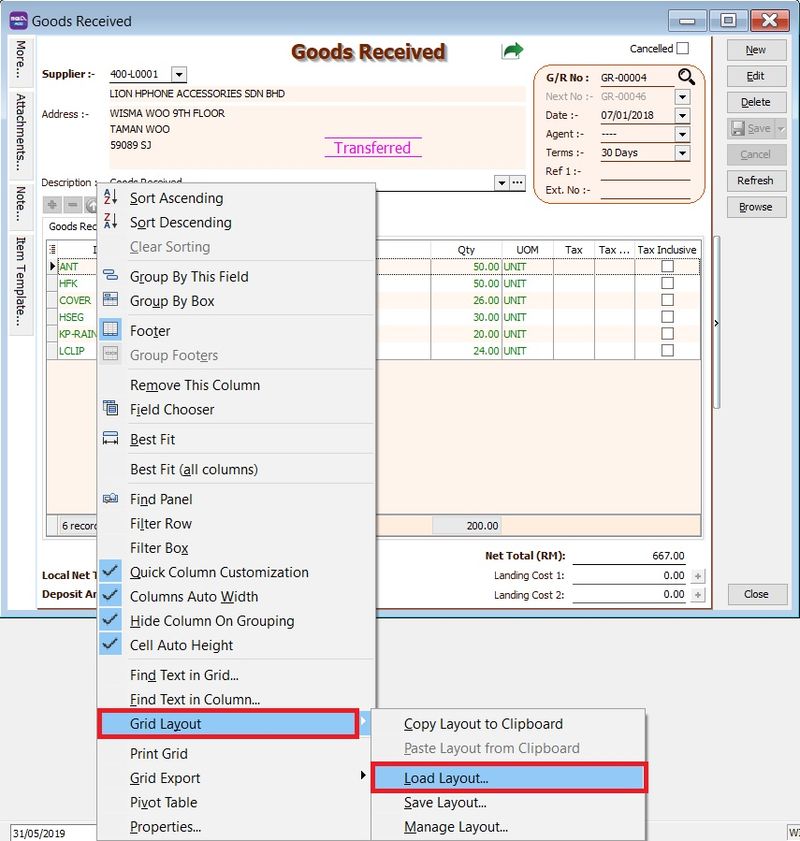 Goods Received
More...
Attachments...
Note...
Item Template...
Goods Received
Cancelled
Supplier :- 400-L0001
LION HPHONE ACCESSORIES SDN BHD
Address :- WISMA WOO 9TH FLOOR
TAMAN WOO
59089 SJ
Transferred
Description :- Goods Received
G/R No : GR-00004
Next No :- GR-00046
Date :- 07/01/2018
Agent :- ----
Terms :- 30 Days
Ref 1 :-
Ext. No :-
New
Edit
Delete
Save
Cancel
Refresh
Browse
Close
Goods Rec
Qty UOM Tax Tax ... Tax Inclusive
ANT 50.00 UNIT
HFK 50.00 UNIT
COVER 26.00 UNIT
HSEG 30.00 UNIT
KP-RAIN 20.00 UNIT
LCLIP 24.00 UNIT
6 record 200.00
Net Total (RM): 667.00
Local Net T
Landing Cost 1: 0.00
Deposit Am
Landing Cost 2: 0.00
Sort Ascending
Sort Descending
Clear Sorting
Group By This Field
Group By Box
Footer
Group Footers
Remove This Column
Field Chooser
Best Fit
Best Fit (all columns)
Find Panel
Filter Row
Filter Box
Quick Column Customization
Columns Auto Width
Hide Column On Grouping
Cell Auto Height
Find Text in Grid...
Find Text in Column...
Grid Layout
Print Grid
Grid Export
Pivot Table
Properties...
Copy Layout to Clipboard
Paste Layout from Clipboard
Load Layout...
Save Layout...
Manage Layout...
31/05/2019